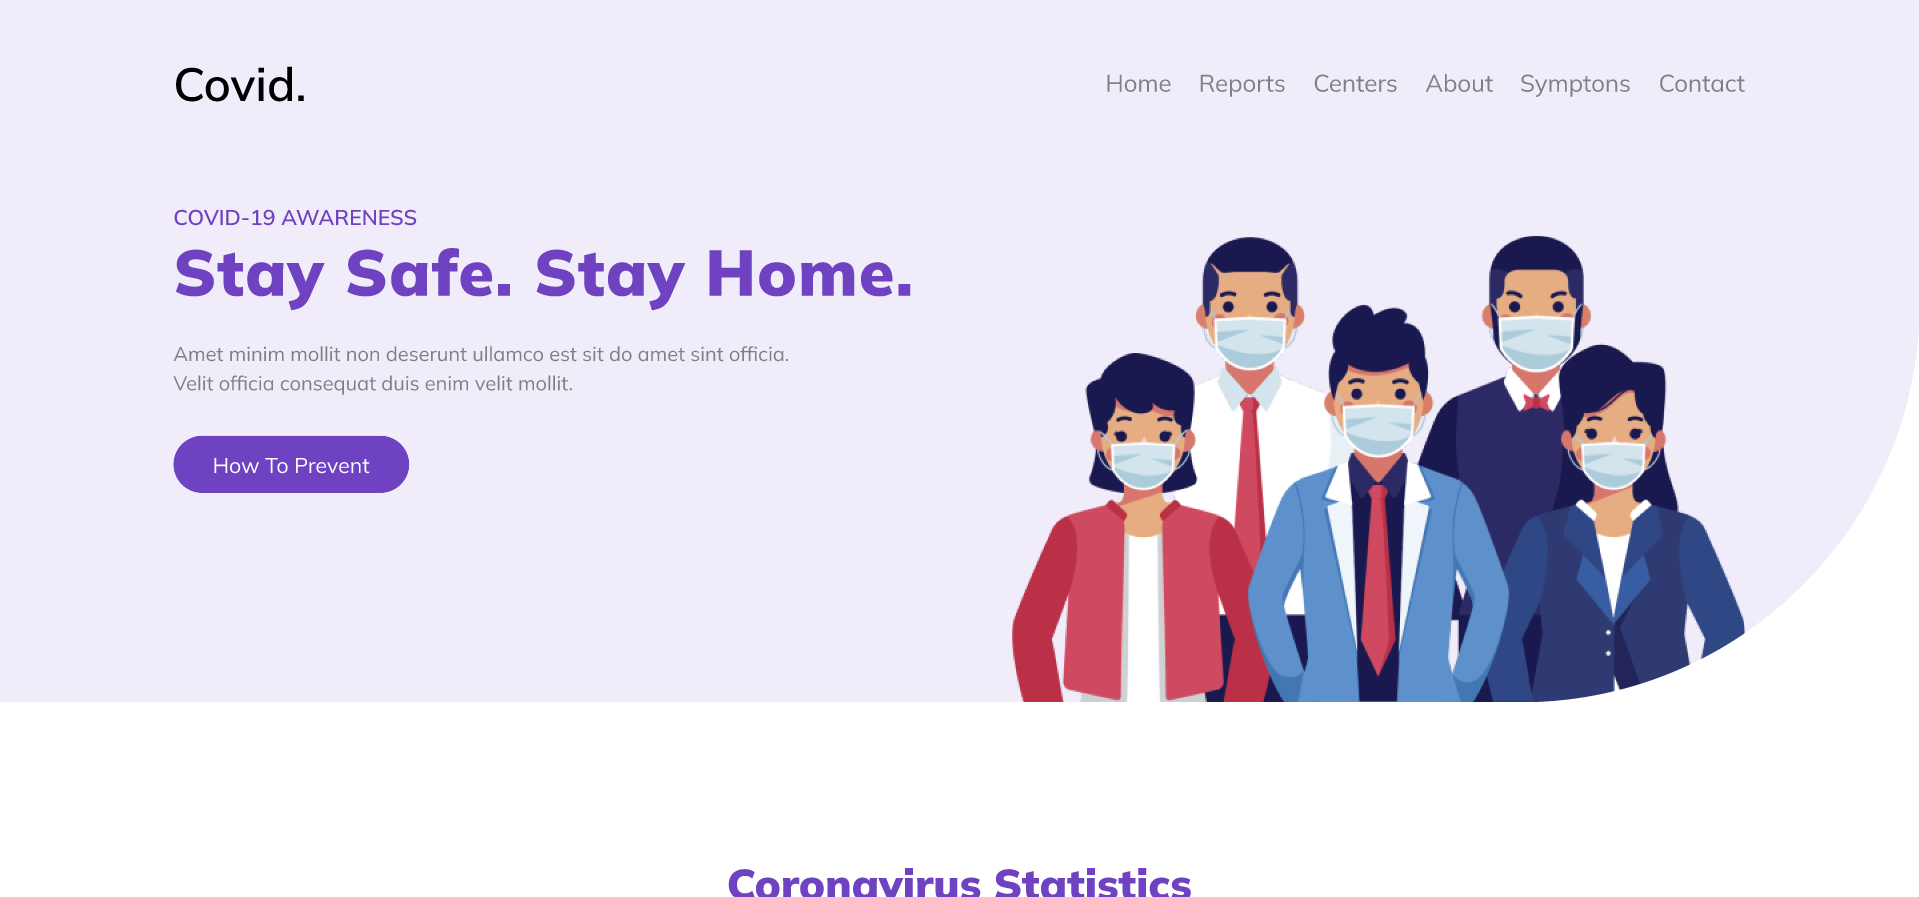 Covid.
Home Reports Centers About Symptons Contact
COVID-19 AWARENESS
Stay Safe. Stay Home.
Amet minim mollit non deserunt ullamco est sit do amet sint officia.
Velit officia consequat duis enim velit mollit.
How To Prevent
Coronavirus Statistics